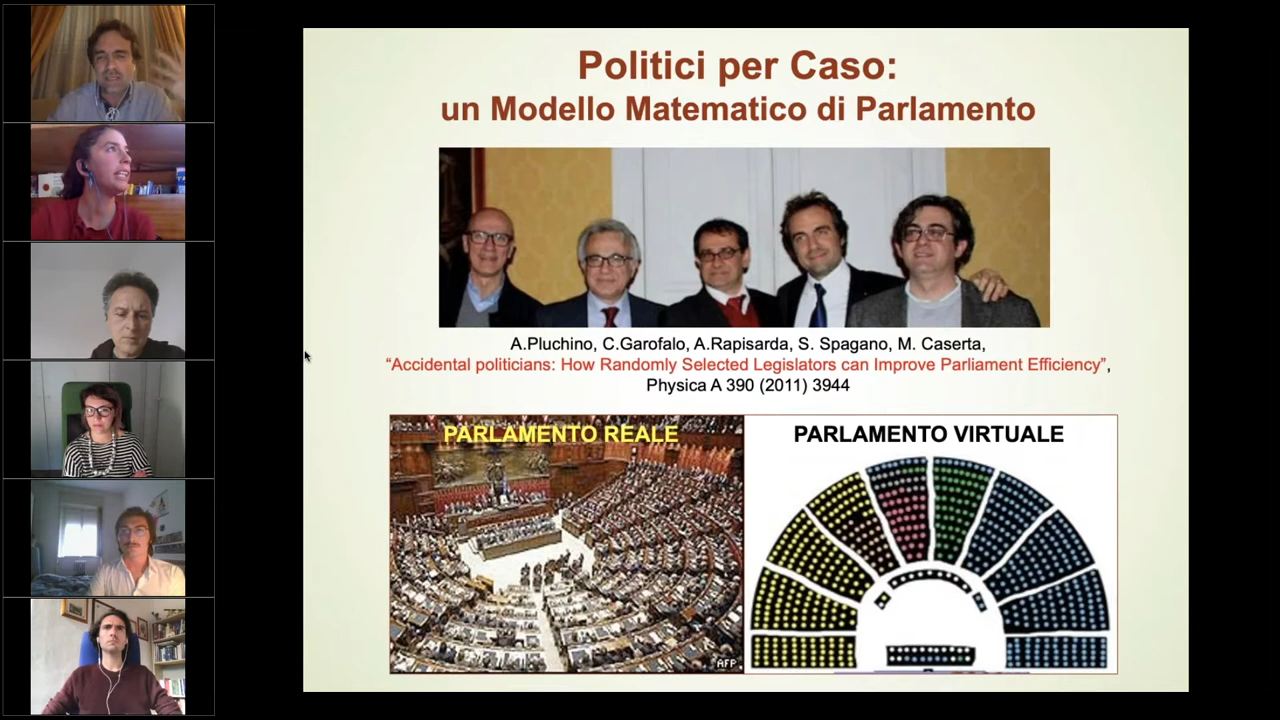 Politici per Caso:
un Modello Matematico di Parlamento
A.Pluchino, C.Garofalo, A.Rapisarda, S. Spagano, M. Caserta,
“Accidental politicians: How Randomly Selected Legislators can Improve Parliament Efficiency”,
Physica A 390 (2011) 3944
PARLAMENTO REALE
PARLAMENTO VIRTUALE
AFP